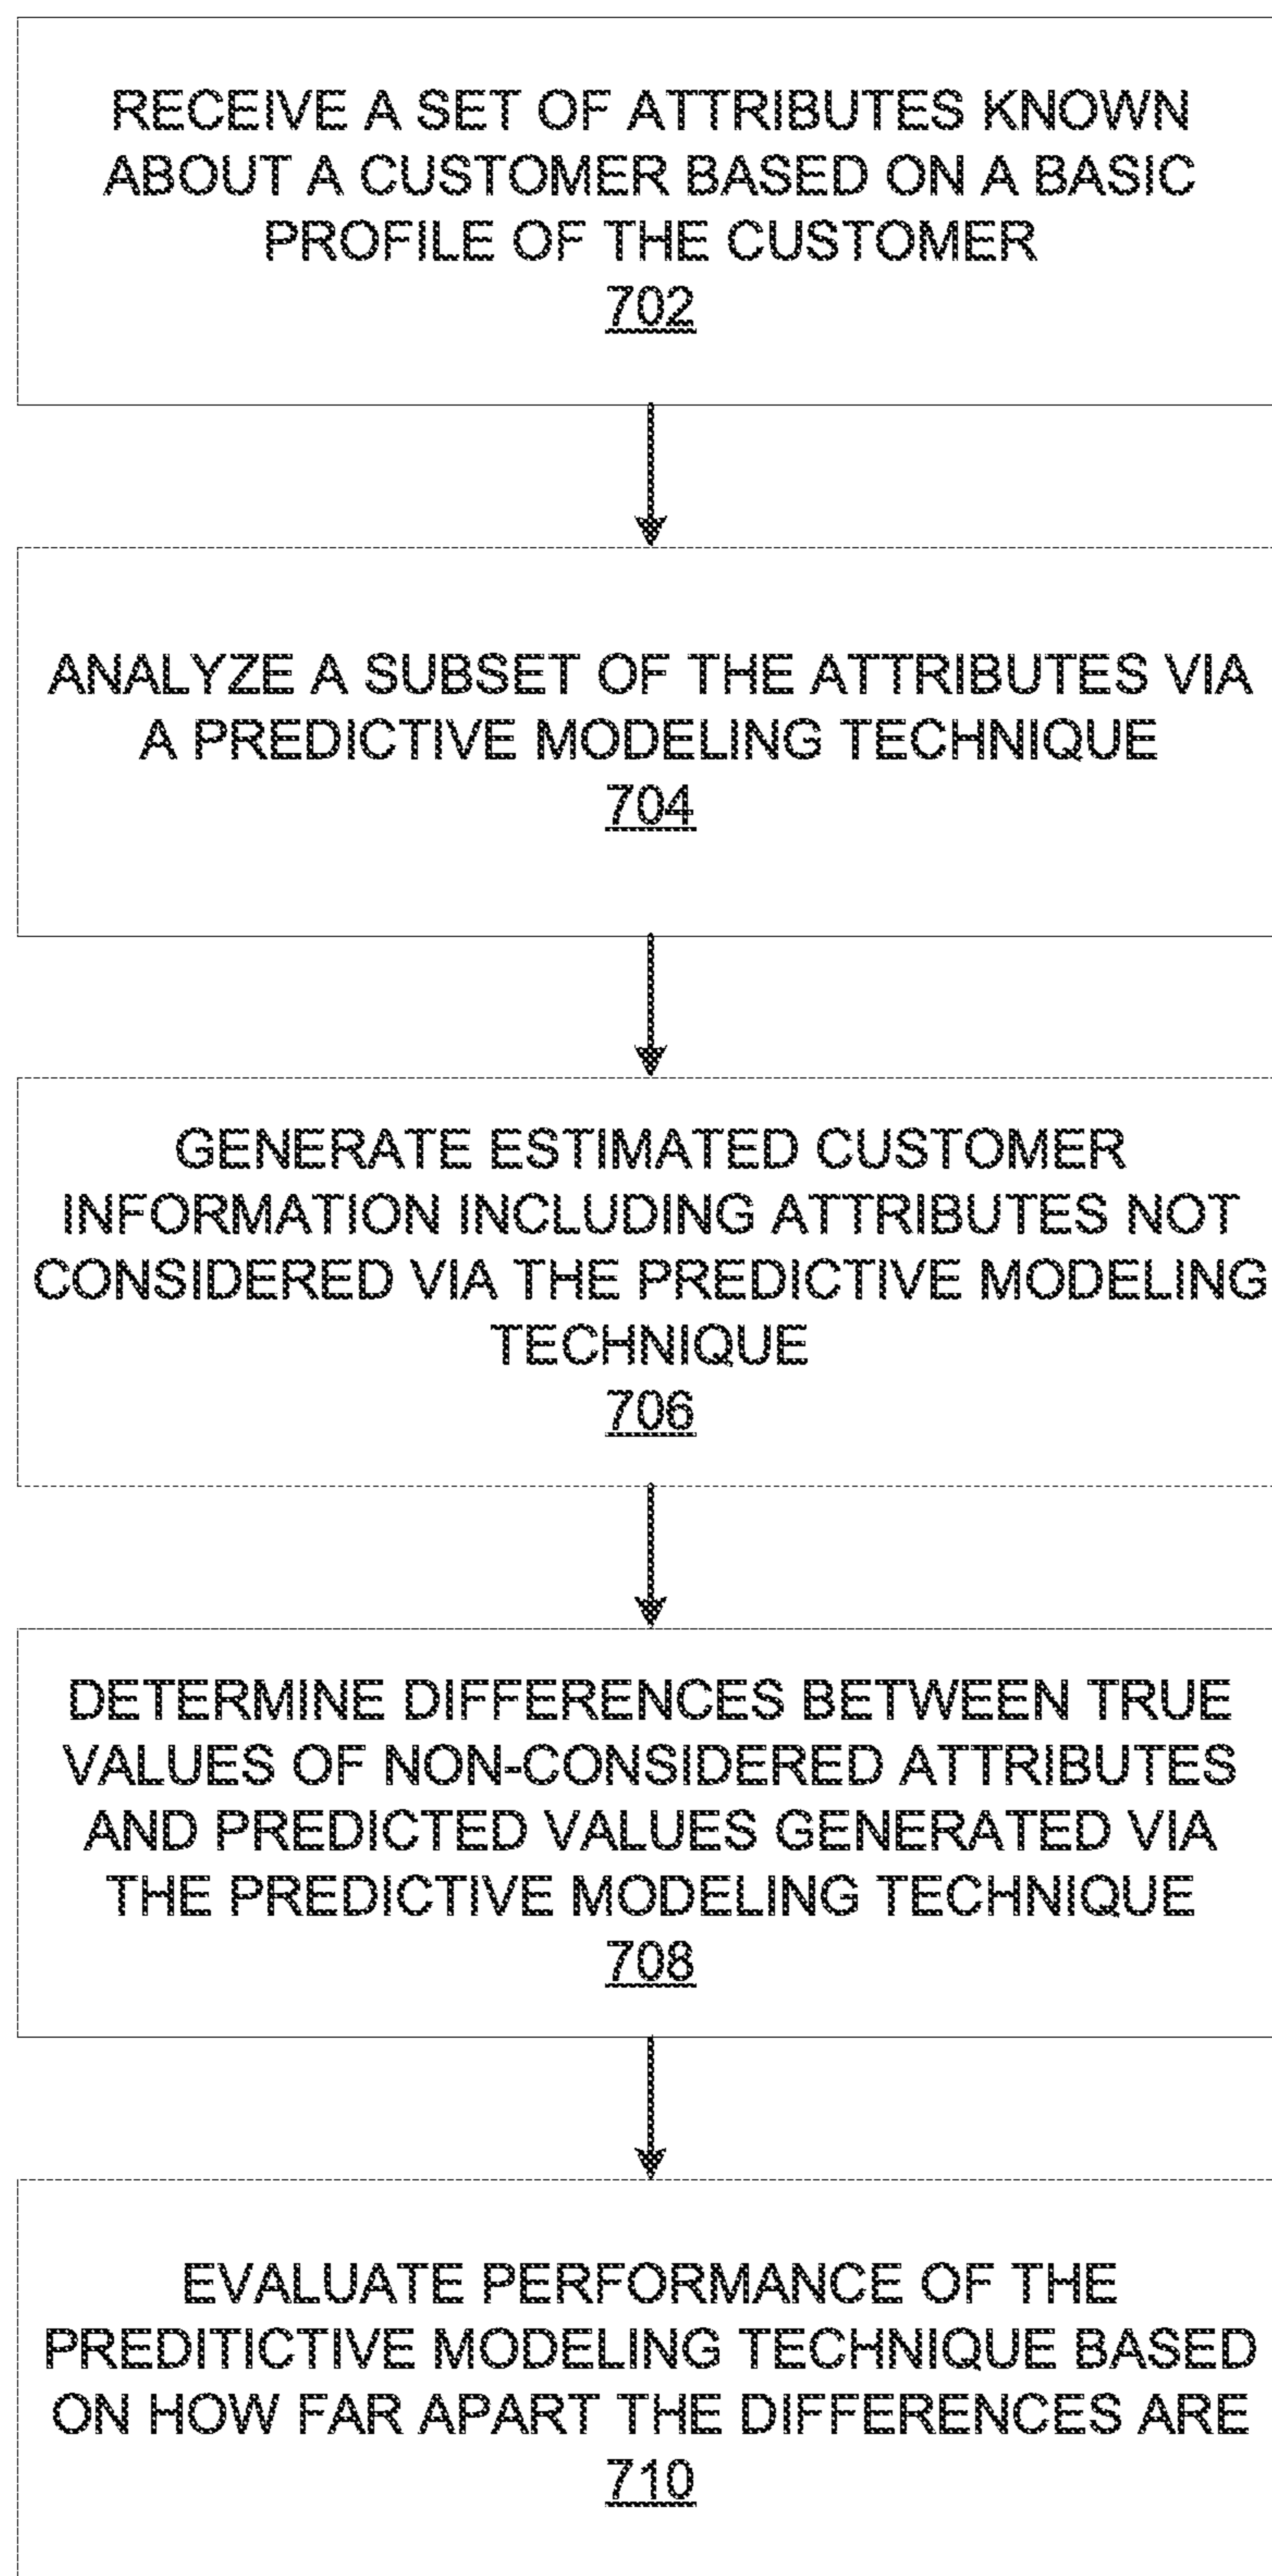 RECEIVE A SET OF ATTRIBUTES KNOWN
ABOUT A CUSTOMER BASED ON A BASIC
PROFILE OF THE CUSTOMER
702
ANALYZE A SUBSET OF THE ATTRIBUTES VIA
A PREDICTIVE MODELING TECHNIQUE
704
GENERATE ESTIMATED CUSTOMER
INFORMATION INCLUDING ATTRIBUTES NOT
CONSIDERED VIA THE PREDICTIVE MODELING
TECHNIQUE
706
DETERMINE DIFFERENCES BETWEEN TRUE
VALUES OF NON-CONSIDERED ATTRIBUTES
AND PREDICTED VALUES GENERATED VIA
THE PREDICTIVE MODELING TECHNIQUE
708
EVALUATE PERFORMANCE OF THE
PREDITICTIVE MODELING TECHNIQUE BASED
ON HOW FAR APART THE DIFFERENCES ARE
710